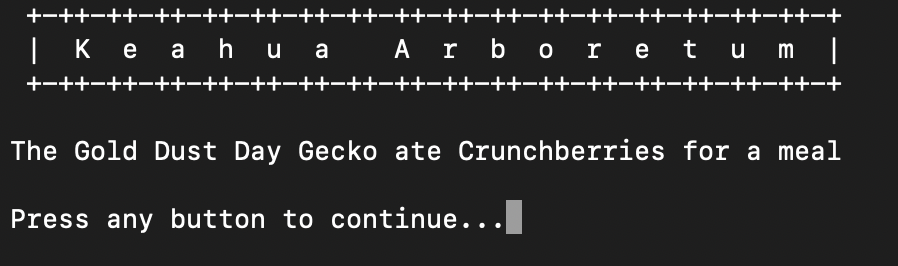 +-++-++-++-++-++-++-++-++-++-++-++-++-++-++-++-++-+
| K e a h u a   A r b o r e t u m |
+-++-++-++-++-++-++-++-++-++-++-++-++-++-++-++-++-+
The Gold Dust Day Gecko ate Crunchberries for a meal
Press any button to continue...